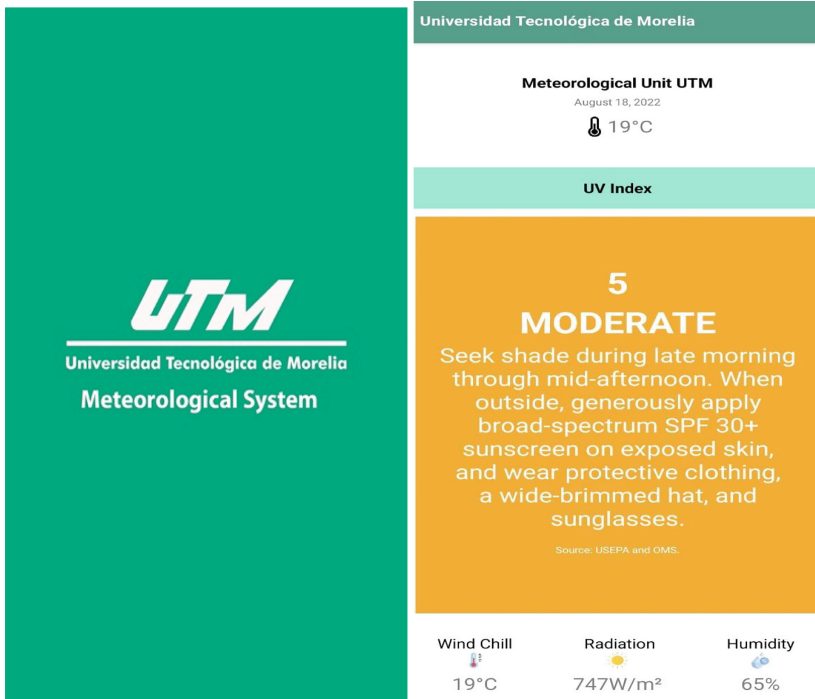 UTM
Universidad Tecnológica de Morelia
Meteorological System
Universidad Tecnológica de Morelia
Meteorological Unit UTM
August 18, 2022
19°C
UV Index
5
MODERATE
Seek shade during late morning
through mid-afternoon. When
outside, generously apply
broad-spectrum SPF 30+
sunscreen on exposed skin,
and wear protective clothing,
a wide-brimmed hat, and
sunglasses.
Source: USEPA and OMS.
Wind Chill Radiation Humidity
19°C 747W/m² 65%